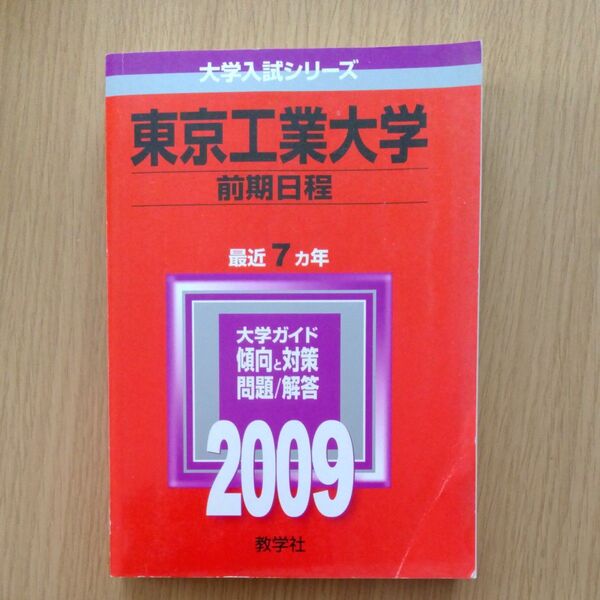 大学入試シリーズ
東京工業大学
前期日程
最近7ヵ年
大学ガイド
傾向と対策
問題/解答
2009
教学社